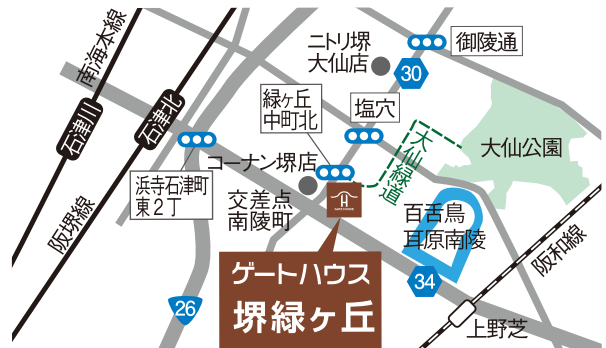 南海本線
石津川
石津北
阪堺線
ニトリ堺
大仙店
御陵通
30
緑ヶ丘
中町北
塩穴
大仙緑道
大仙公園
浜寺石津町
東2丁
コーナン堺店
交差点
南陵町
百舌鳥
耳原南陵
阪和線
ゲートハウス
堺緑ヶ丘
34
26
上野芝